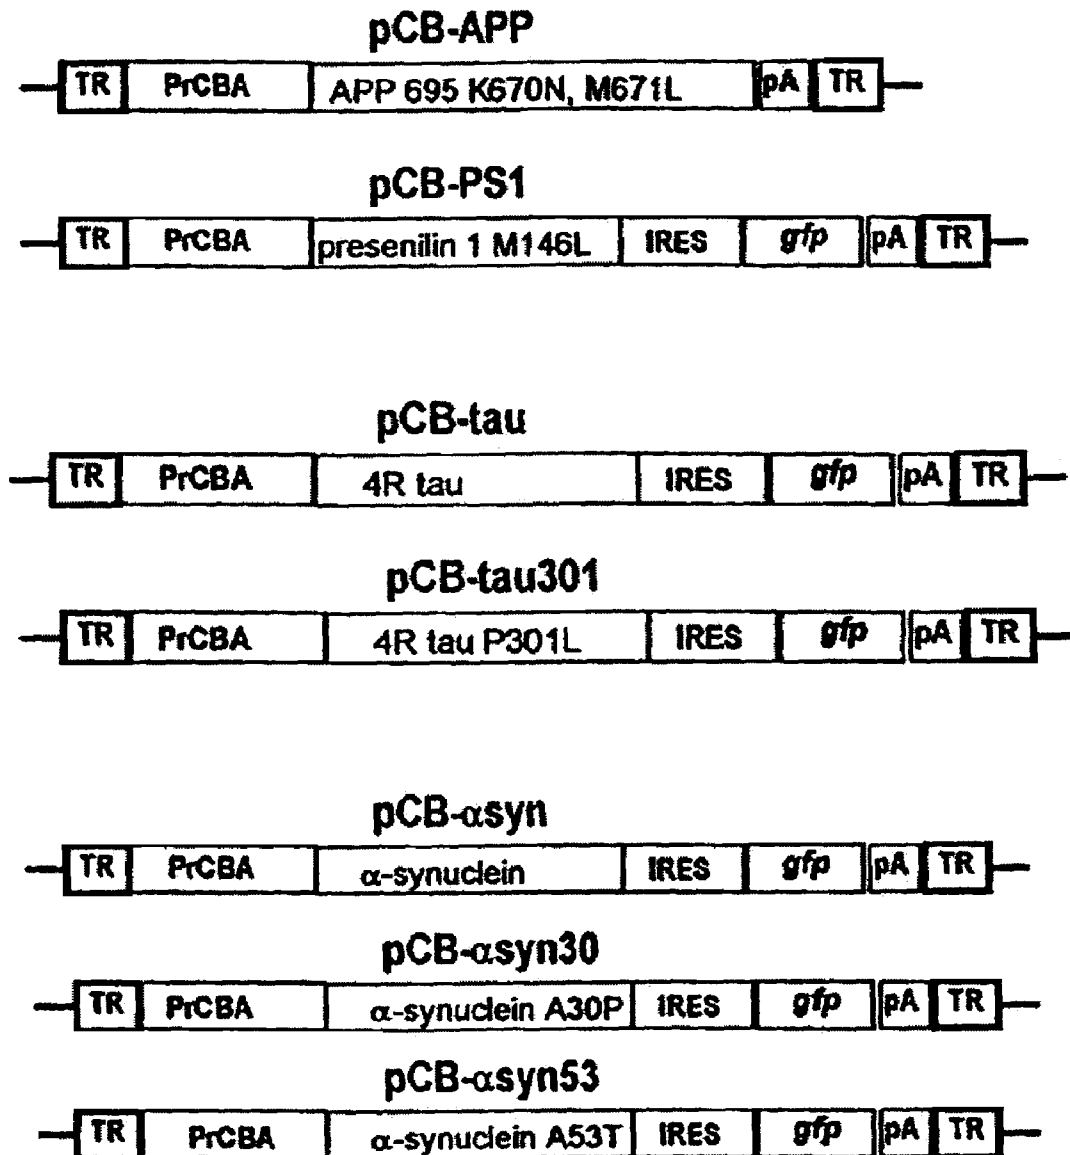 pCB-APP
TR PrCBA APP 695 K670N, M671L pA TR
pCB-PS1
TR PrCBA presenilin 1 M146L IRES gfp pA TR
pCB-tau
TR PrCBA 4R tau IRES gfp pA TR
pCB-tau301
TR PrCBA 4R tau P301L IRES gfp pA TR
pCB-αsyn
TR PrCBA α-synuclein IRES gfp pA TR
pCB-αsyn30
TR PrCBA α-synuclein A30P IRES gfp pA TR
pCB-αsyn53
TR PrCBA α-synuclein A53T IRES gfp pA TR